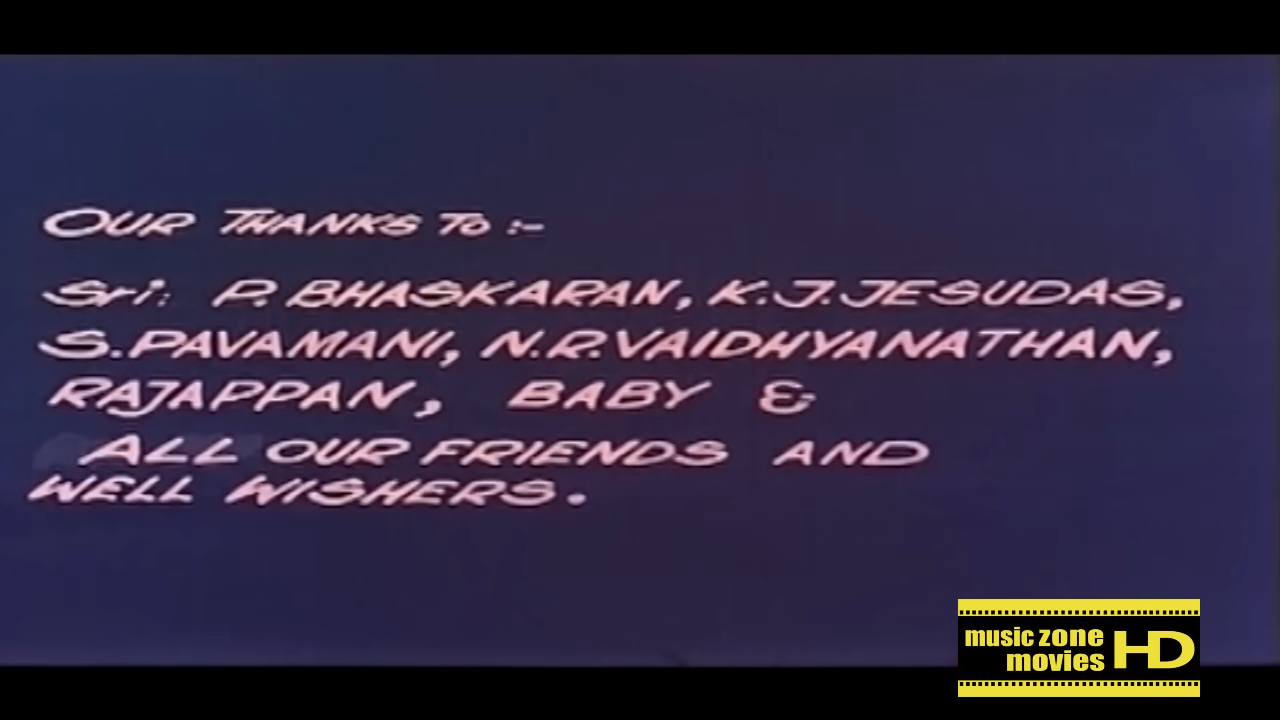 OUR THANKS TO :-
Sri: P. BHASKARAN, K.J. JESUDAS,
S. PAVAMANI, N.R. VAIDHYANATHAN,
RAJAPPAN, BABY &
ALL OUR FRIENDS AND
WELL WISHERS.
music zone
movies HD